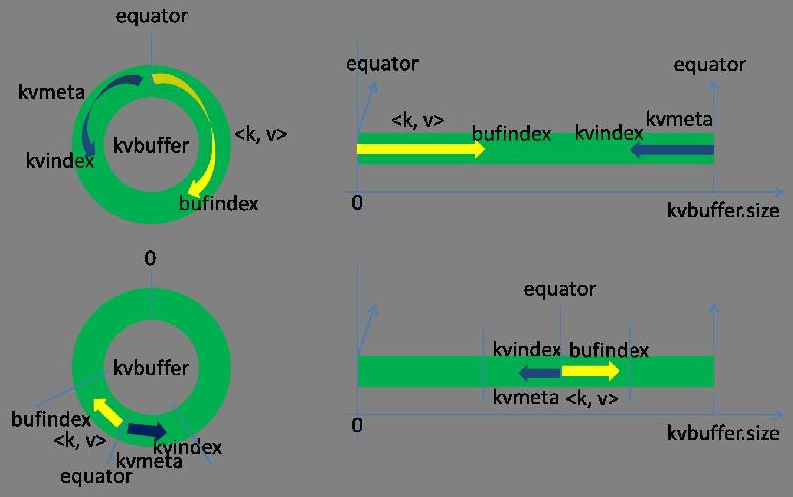 equator
kvmeta
kvbuffer
<k, v>
kvindex
bufindex
equator
equator
<k, v>
bufindex
kvindex
kvmeta
0
kvbuffer.size
0
kvbuffer
bufindex
<k, v>
kvindex
kvmeta
equator
equator
kvindex
bufindex
kvmeta
<k, v>
0
kvbuffer.size